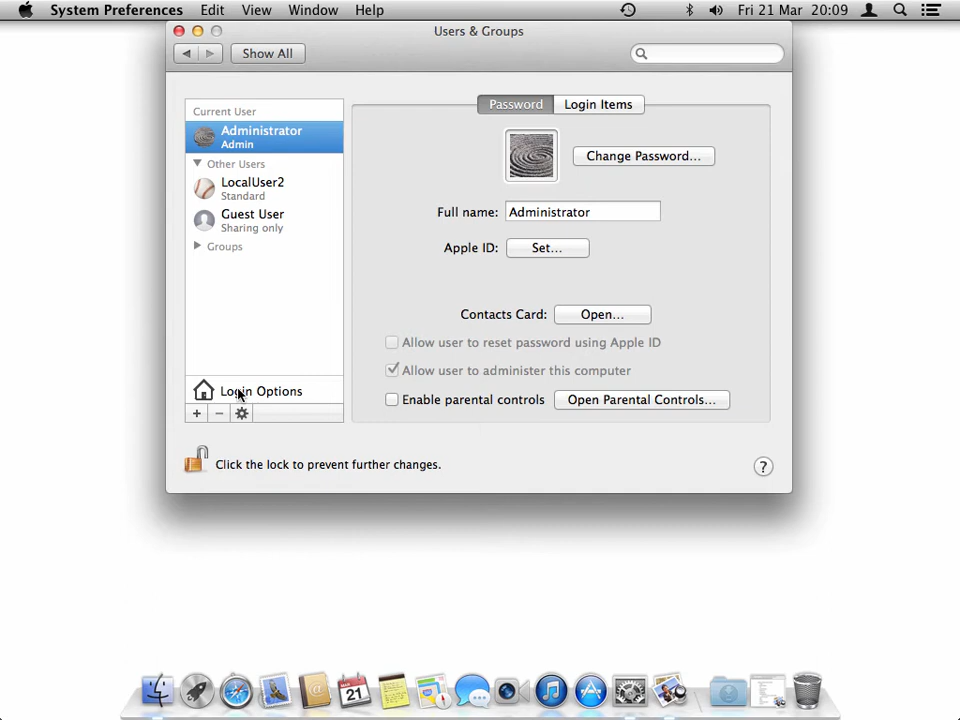 System Preferences Edit View Window Help Fri 21 Mar 20:09
Users & Groups
Show All
Password Login Items
Current User
Administrator
Admin
Other Users
LocalUser2
Standard
Guest User
Sharing only
Groups
Login Options
Change Password...
Full name: Administrator
Apple ID: Set...
Contacts Card: Open...
Allow user to reset password using Apple ID
Allow user to administer this computer
Enable parental controls Open Parental Controls...
+ −
Click the lock to prevent further changes. ?
21